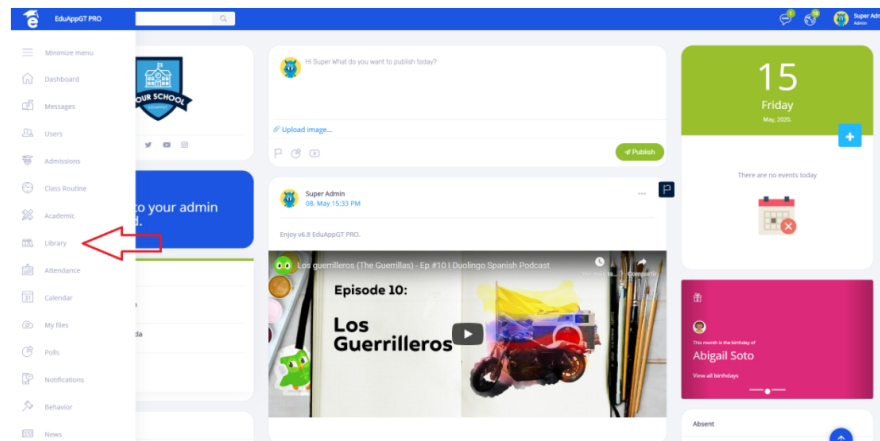 EduAppGT PRO
Super Adm
Admin
Minimize menu
Dashboard
Messages
Users
Admissions
Class Routine
Academic
Library
Attendance
Calendar
My files
Polls
Notifications
Behavior
News
OUR SCHOOL
to your admin
da
Hi Super What do you want to publish today?
Upload image...
Publish
Super Admin
08. May 15:33 PM
Enjoy v6.8 EduAppGT PRO.
Los guerrilleros (The Guerrillas) - Ep #10 I Duolingo Spanish Podcast
Compartir
Episode 10:
Los
Guerrilleros
15
Friday
May, 2020.
There are no events today
This month is the birthday of
Abigail Soto
View all birthdays
Absent